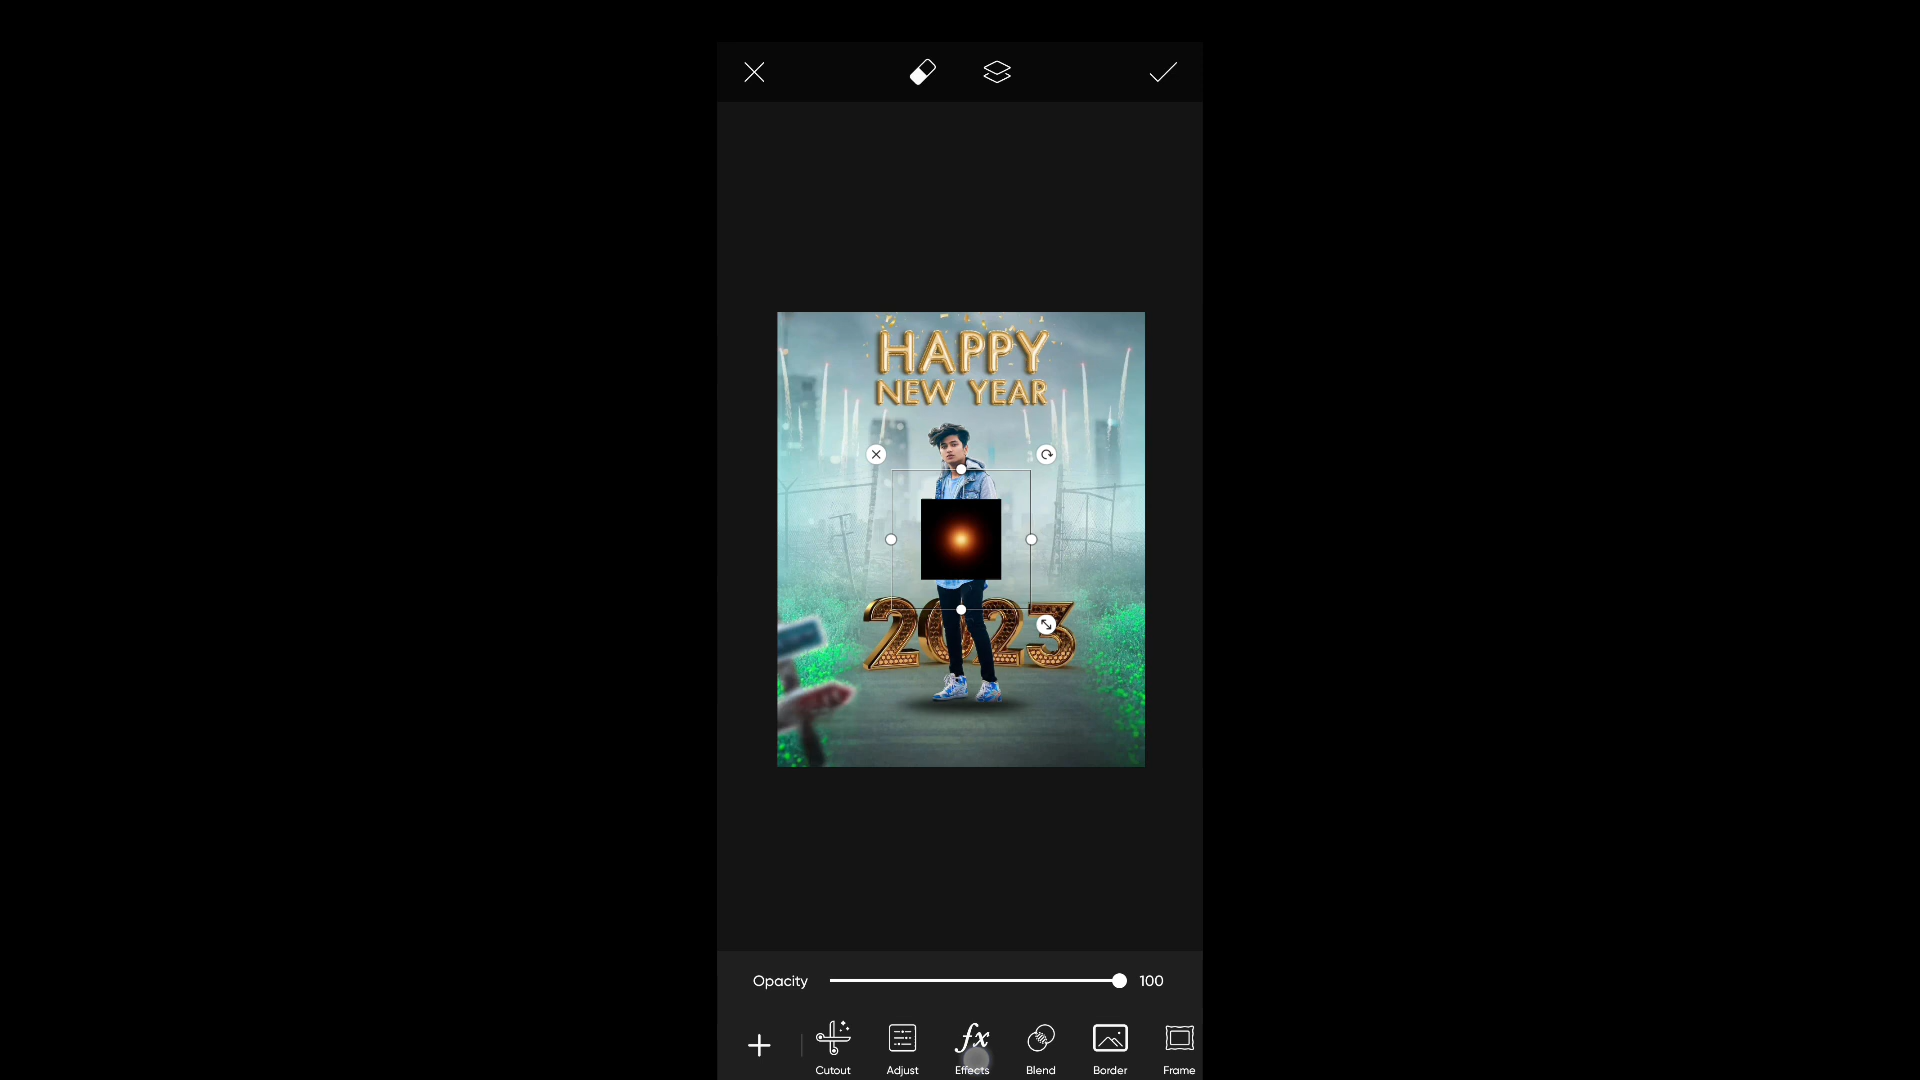 HAPPY
NEW YEAR
2023
Opacity 100
Cutout Adjust Effects Blend Border Frame